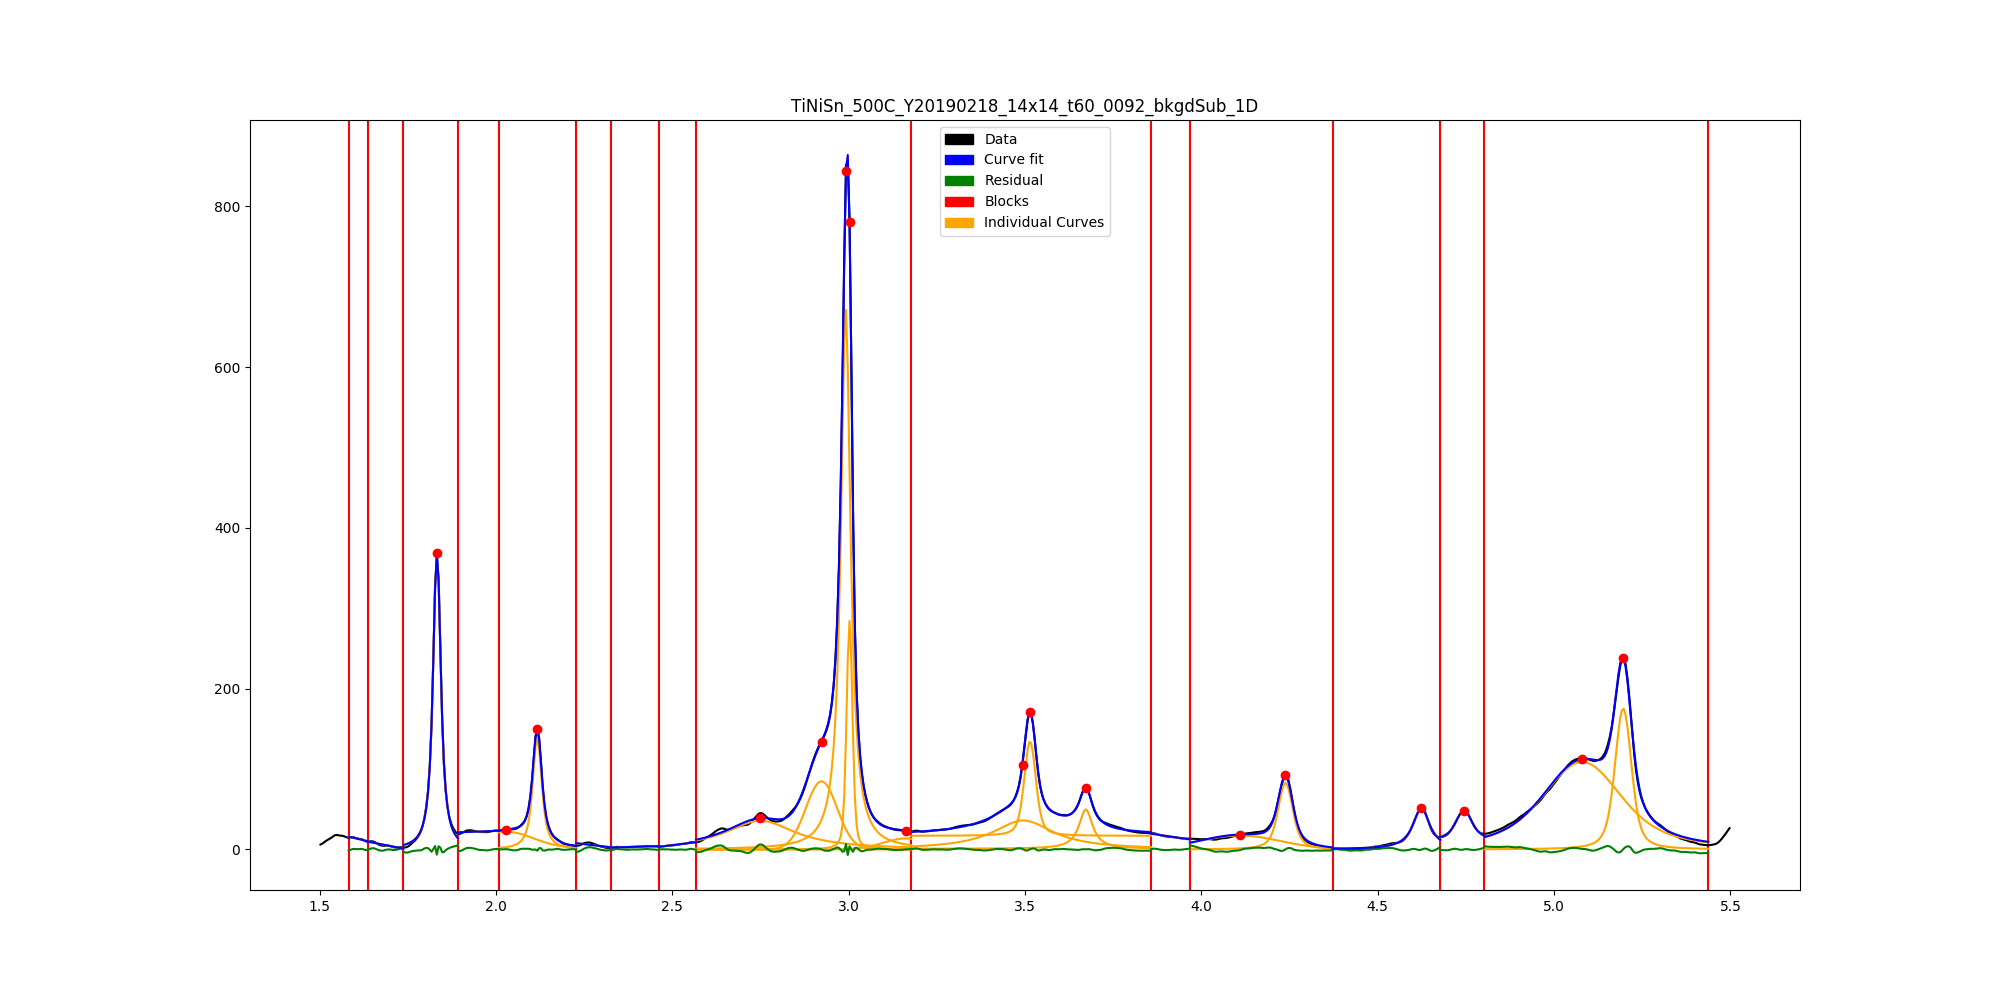 TiNiSn_500C_Y20190218_14x14_t60_0092_bkgdSub_1D
Data
Curve fit
Residual
Blocks
Individual Curves
800
600
400
200
0
1.5 2.0 2.5 3.0 3.5 4.0 4.5 5.0 5.5